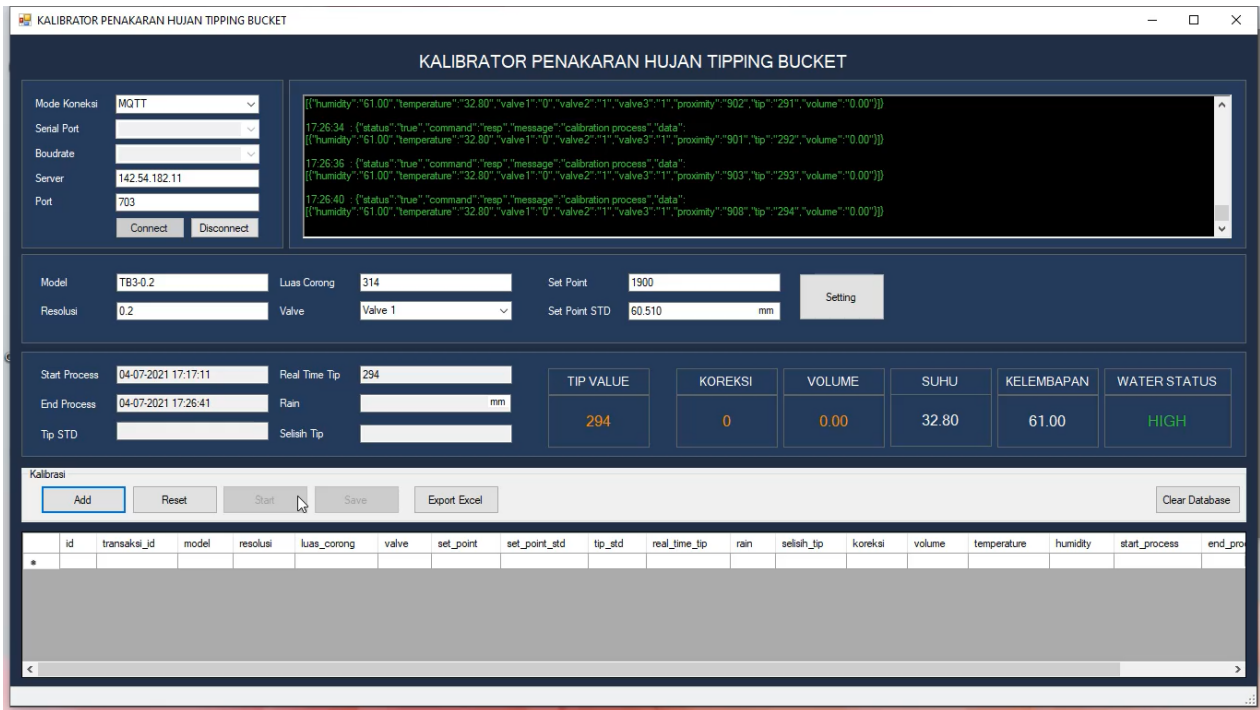 KALIBRATOR PENAKARAN HUJAN TIPPING BUCKET
KALIBRATOR PENAKARAN HUJAN TIPPING BUCKET
Mode Koneksi MQTT
Serial Port
Boudrate
Server 142.54.182.11
Port 703
Connect Disconnect
[{"humidity":"61.00","temperature":"32.80","valve1":"0","valve2":"1","valve3":"1","proximity":"902","tip":"291","volume":"0.00"}]}
17:26:34 : {"status":"true","command":"resp","message":"calibration process","data":
[{"humidity":"61.00","temperature":"32.80","valve1":"0","valve2":"1","valve3":"1","proximity":"901","tip":"292","volume":"0.00"}]}
17:26:36 : {"status":"true","command":"resp","message":"calibration process","data":
[{"humidity":"61.00","temperature":"32.80","valve1":"0","valve2":"1","valve3":"1","proximity":"903","tip":"293","volume":"0.00"}]}
17:26:40 : {"status":"true","command":"resp","message":"calibration process","data":
[{"humidity":"61.00","temperature":"32.80","valve1":"0","valve2":"1","valve3":"1","proximity":"908","tip":"294","volume":"0.00"}]}
Model TB3-0.2 Luas Corong 314 Set Point 1900
Setting
Resolusi 0.2 Valve Valve 1 Set Point STD 60.510 mm
Start Process 04-07-2021 17:17:11 Real Time Tip 294
End Process 04-07-2021 17:26:41 Rain mm
Tip STD Selisih Tip
TIP VALUE KOREKSI VOLUME SUHU KELEMBAPAN WATER STATUS
294 0 0.00 32.80 61.00 HIGH
Kalibrasi
Add Reset Start Save Export Excel Clear Database
id transaksi_id model resolusi luas_corong valve set_point set_point_std tip_std real_time_tip rain selisih_tip koreksi volume temperature humidity start_process end_pro